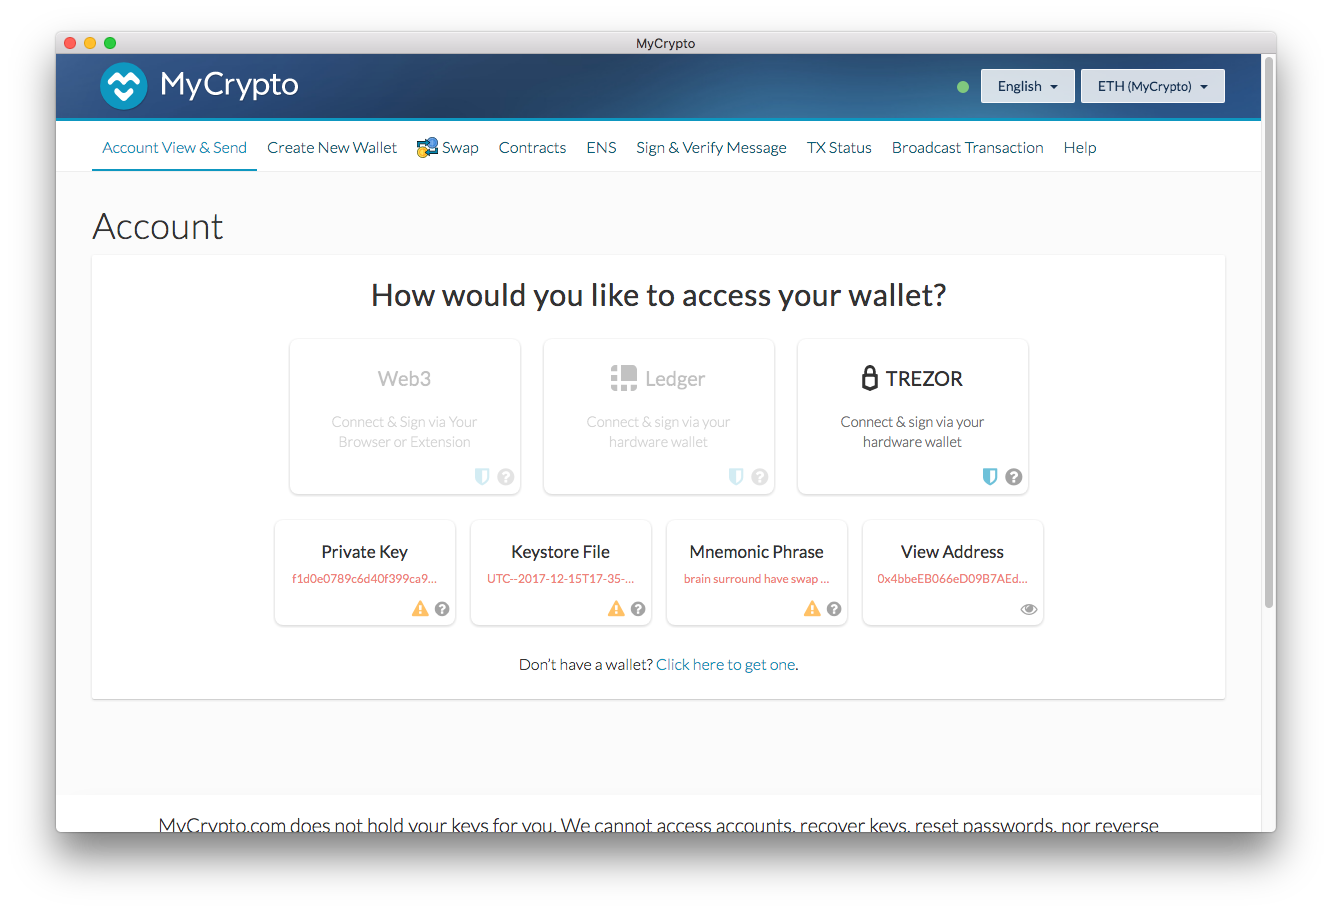 MyCrypto
MyCrypto
English
ETH (MyCrypto)
Account View & Send Create New Wallet Swap Contracts ENS Sign & Verify Message TX Status Broadcast Transaction Help
Account
How would you like to access your wallet?
Web3
Connect & Sign via Your
Browser or Extension
Ledger
Connect & sign via your
hardware wallet
TREZOR
Connect & sign via your
hardware wallet
Private Key
f1d0e0789c6d40f399ca9...
Keystore File
UTC--2017-12-15T17-35-...
Mnemonic Phrase
brain surround have swap ...
View Address
0x4bbeEB066eD09B7AEd...
Don't have a wallet? Click here to get one.
MyCrypto.com does not hold your keys for you. We cannot access accounts, recover keys, reset passwords, nor reverse